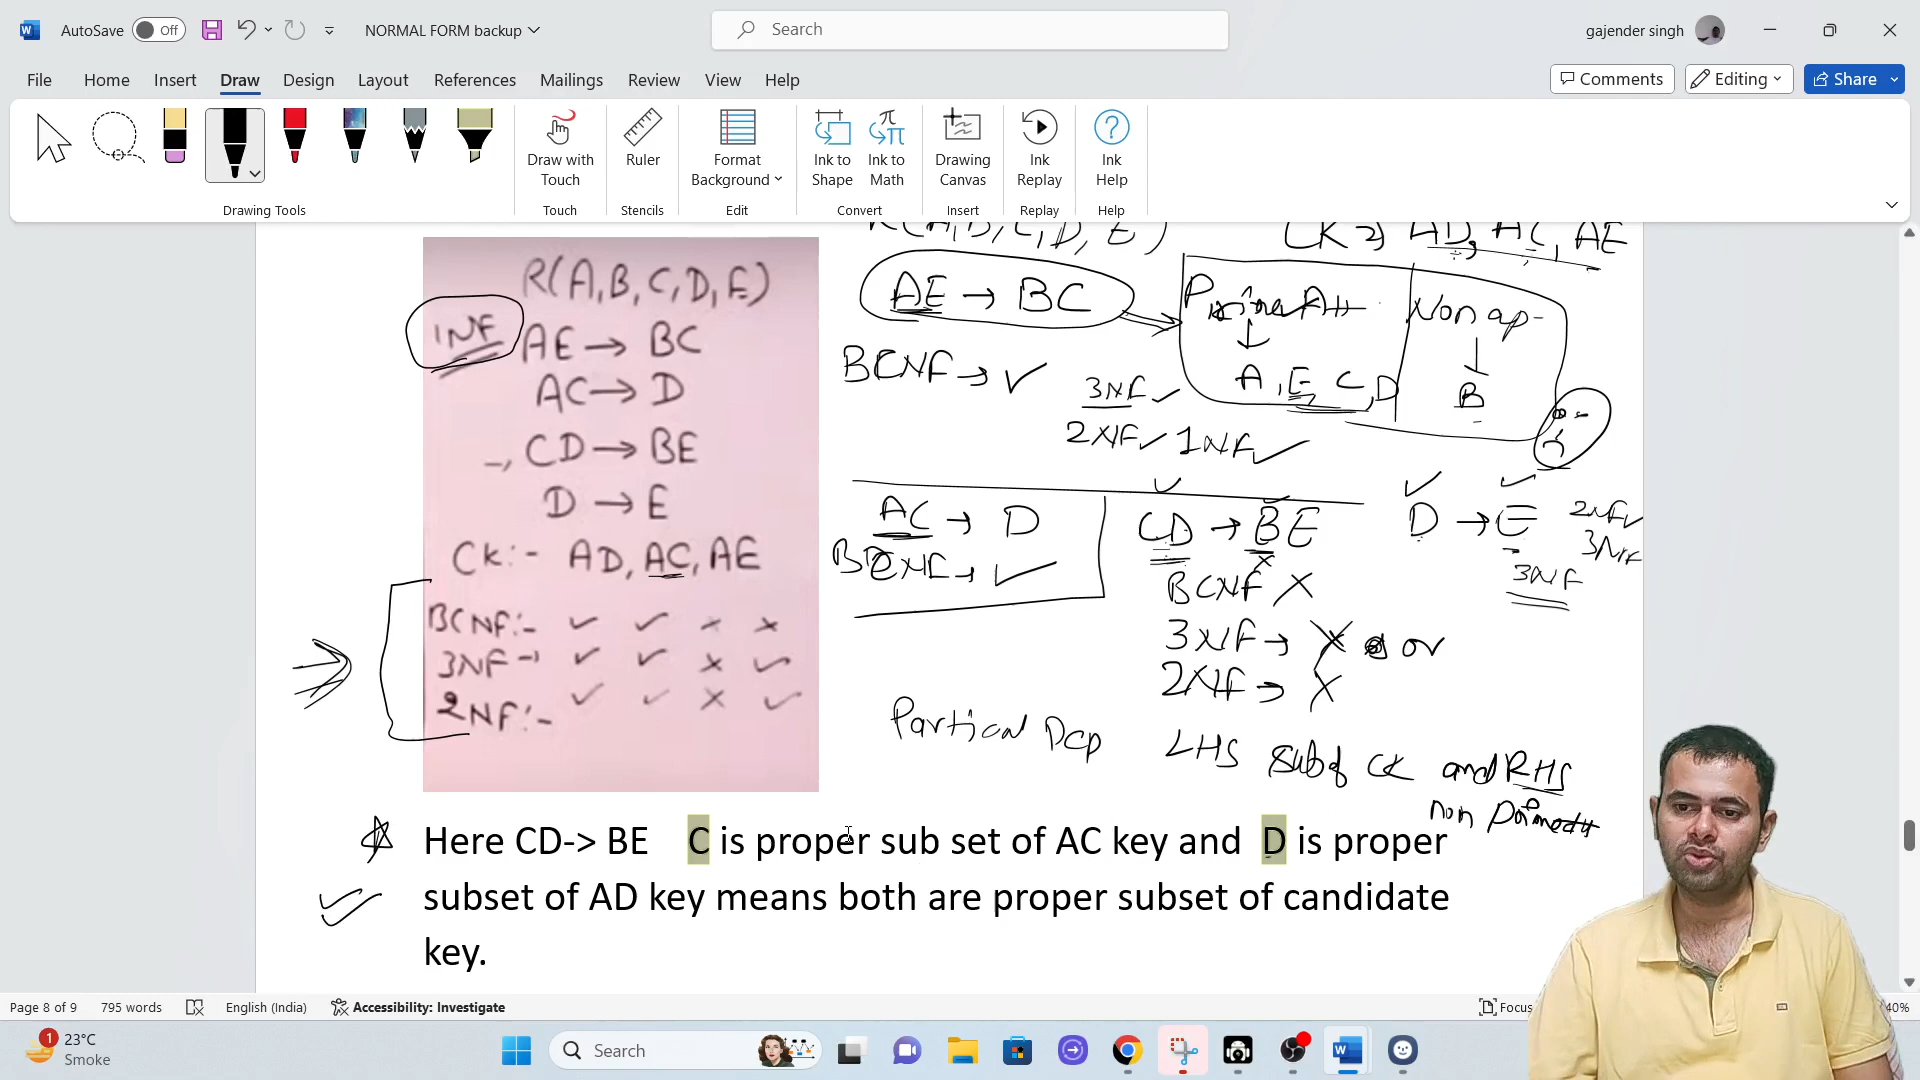 AutoSave Off NORMAL FORM backup Search gajender singh
File Home Insert Draw Design Layout References Mailings Review View Help Comments Editing Share
Draw with Touch Ruler Format Background Ink to Shape Ink to Math Drawing Canvas Ink Replay Ink Help
Drawing Tools Touch Stencils Edit Convert Insert Replay Help
R(A,B,C,D,E)
1NF AE → BC
AC → D
CD → BE
D → E
Ck:- AD, AC, AE
BCNF:- ✓ ✓ × ×
3NF → ✓ ✓ × ✓
2NF:- ✓ ✓ × ✓
R(A,B,C,D,E) CK → AD, AC, AE
AE → BC
BCNF → ✓
3NF ✓
2NF ✓ 1NF ✓
Prime Att
A, E, C, D
Non ap-
B
AC → D
BCNF → ✓
CD → BE
BCNF X
3NF → X or
2NF → X
D → E 2NF ✓
3NF
3NF
Partical Dep LHS sub of CK and RHS
non
Here CD-> BE C is proper sub set of AC key and D is proper
subset of AD key means both are proper subset of candidate
key.
Page 8 of 9 795 words English (India) Accessibility: Investigate Focus 40%
1 23°C
Smoke
Search